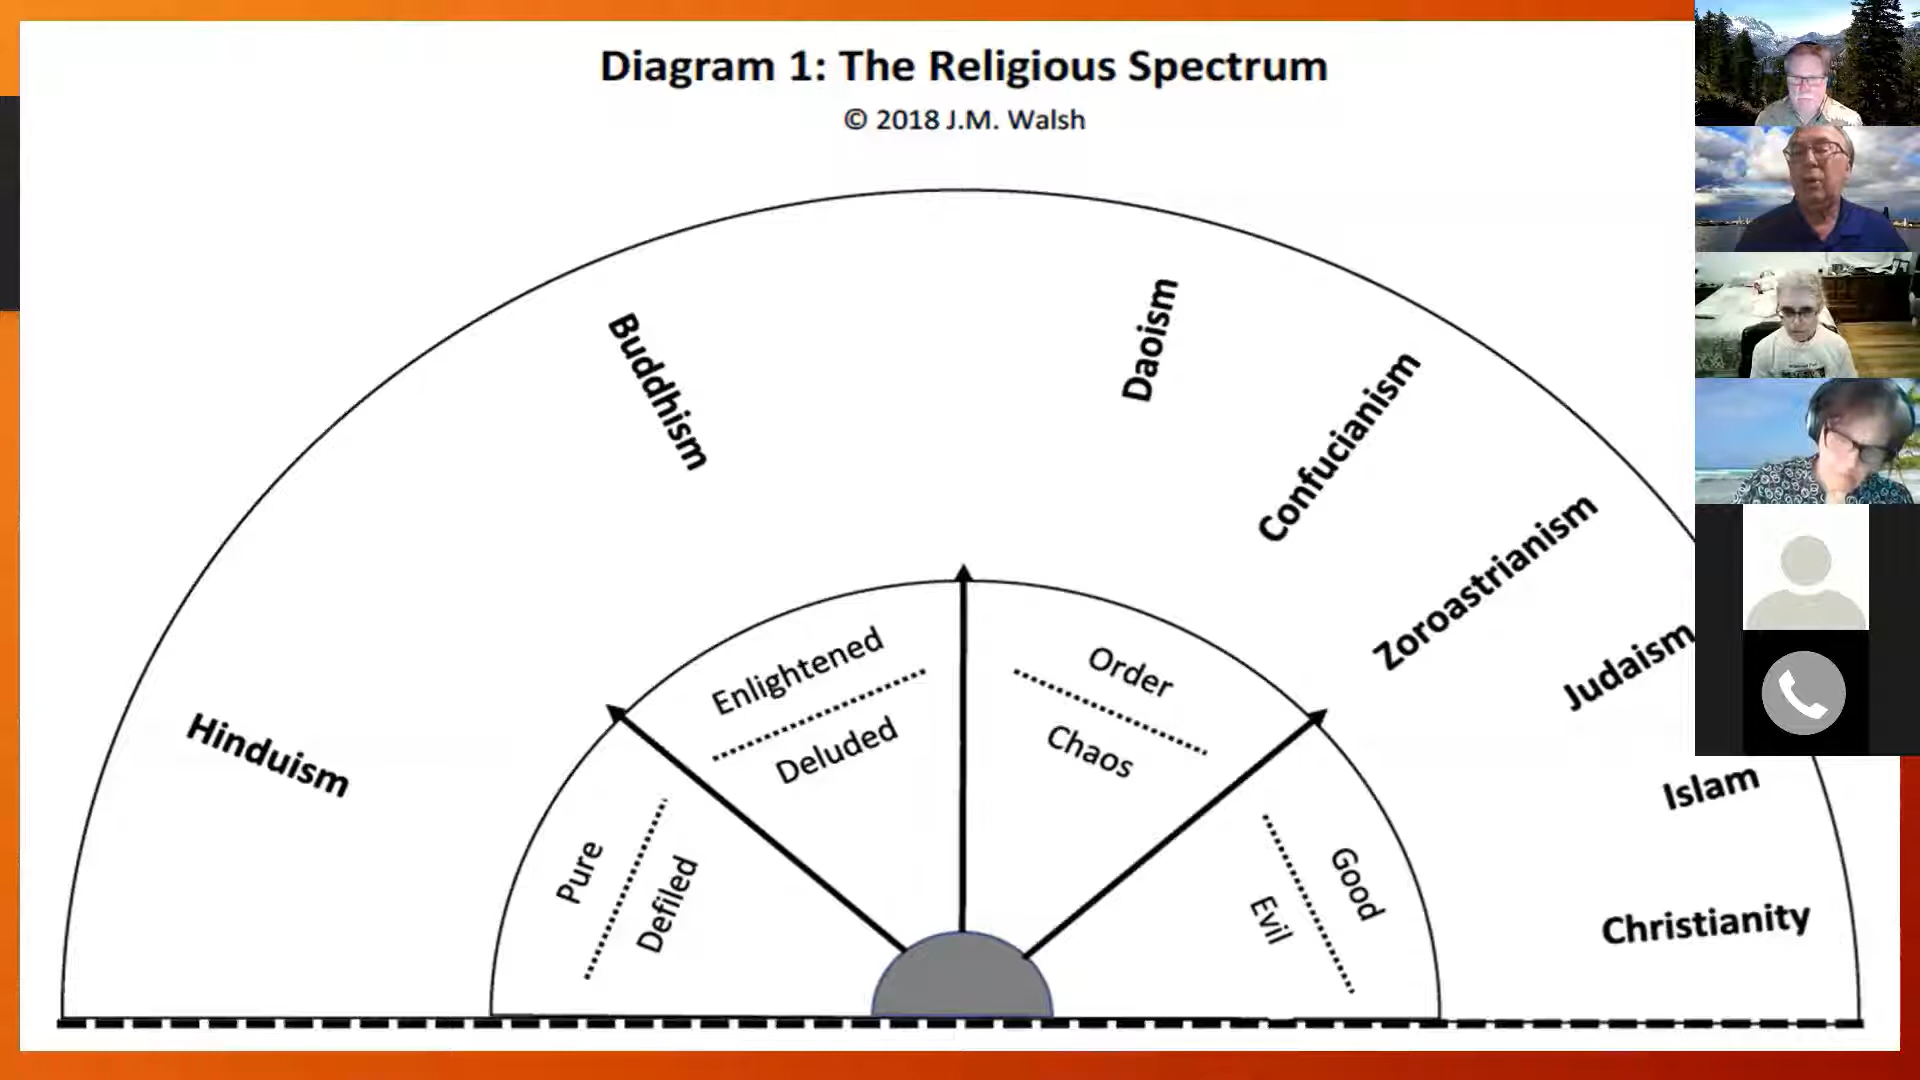 Diagram 1: The Religious Spectrum
© 2018 J.M. Walsh
Hinduism
Buddhism
Daoism
Confucianism
Zoroastrianism
Judaism
Islam
Christianity
Pure
Defiled
Enlightened
Deluded
Order
Chaos
Good
Evil